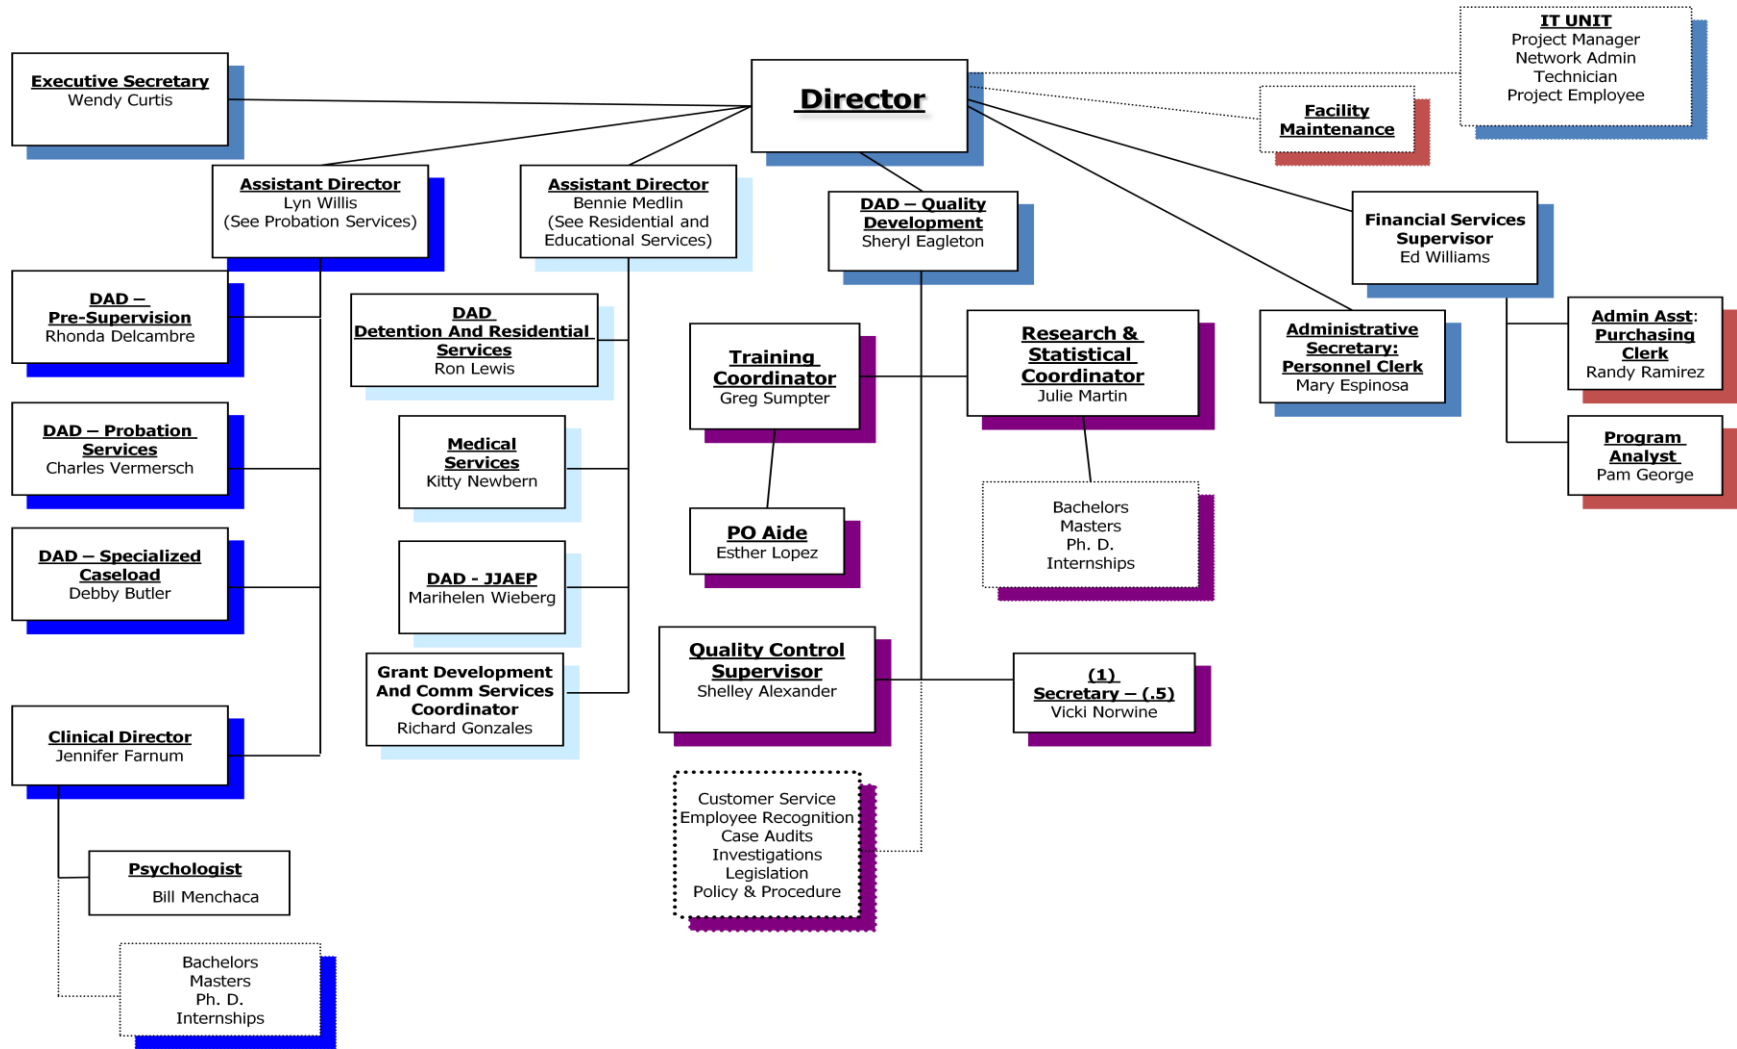 Executive Secretary
Wendy Curtis
Director
IT UNIT
Project Manager
Network Admin
Technician
Project Employee
Facility
Maintenance
Assistant Director
Lyn Willis
(See Probation Services)
Assistant Director
Bennie Medlin
(See Residential and
Educational Services)
DAD – Quality
Development
Sheryl Eagleton
Financial Services
Supervisor
Ed Williams
DAD –
Pre-Supervision
Rhonda Delcambre
DAD
Detention And Residential
Services
Ron Lewis
Training
Coordinator
Greg Sumpter
Research &
Statistical
Coordinator
Julie Martin
Administrative
Secretary:
Personnel Clerk
Mary Espinosa
Admin Asst:
Purchasing
Clerk
Randy Ramirez
DAD – Probation
Services
Charles Vermersch
Medical
Services
Kitty Newbern
Program
Analyst
Pam George
PO Aide
Esther Lopez
Bachelors
Masters
Ph. D.
Internships
DAD – Specialized
Caseload
Debby Butler
DAD - JJAEP
Marihelen Wieberg
Quality Control
Supervisor
Shelley Alexander
(1)
Secretary – (.5)
Vicki Norwine
Grant Development
And Comm Services
Coordinator
Richard Gonzales
Clinical Director
Jennifer Farnum
Customer Service
Employee Recognition
Case Audits
Investigations
Legislation
Policy & Procedure
Psychologist
Bill Menchaca
Bachelors
Masters
Ph. D.
Internships